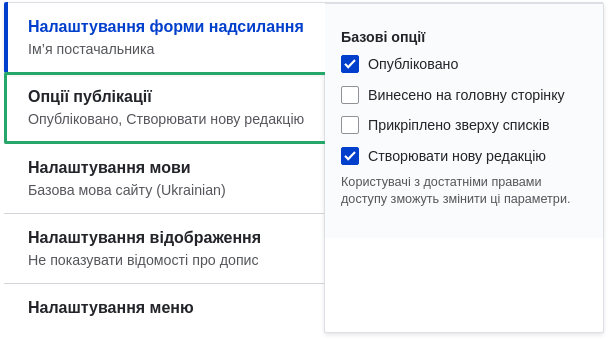 Налаштування форми надсилання
Ім'я постачальника
Опції публікації
Опубліковано, Створювати нову редакцію
Налаштування мови
Базова мова сайту (Ukrainian)
Налаштування відображення
Не показувати відомості про допис
Налаштування меню
Базові опції
Опубліковано
Винесено на головну сторінку
Прикріплено зверху списків
Створювати нову редакцію
Користувачі з достатніми правами
доступу зможуть змінити ці параметри.